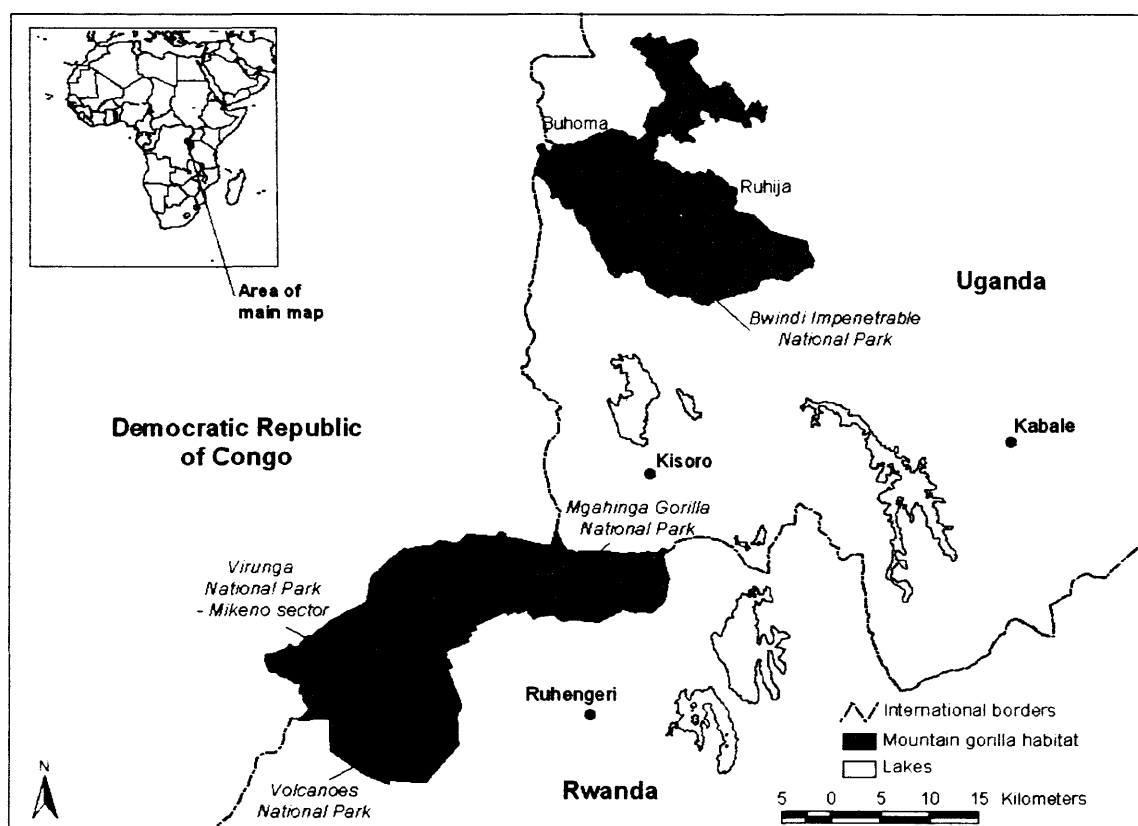 Area of
main map
Buhoma
Ruhija
Uganda
Bwindi Impenetrable
National Park
Democratic Republic
of Congo
Kabale
Kisoro
Mgahinga Gorilla
National Park
Virunga
National Park
- Mikeno sector
Ruhengeri
International borders
Mountain gorilla habitat
Lakes
Volcanoes
National Park
Rwanda
N
5 0 5 10 15 Kilometers